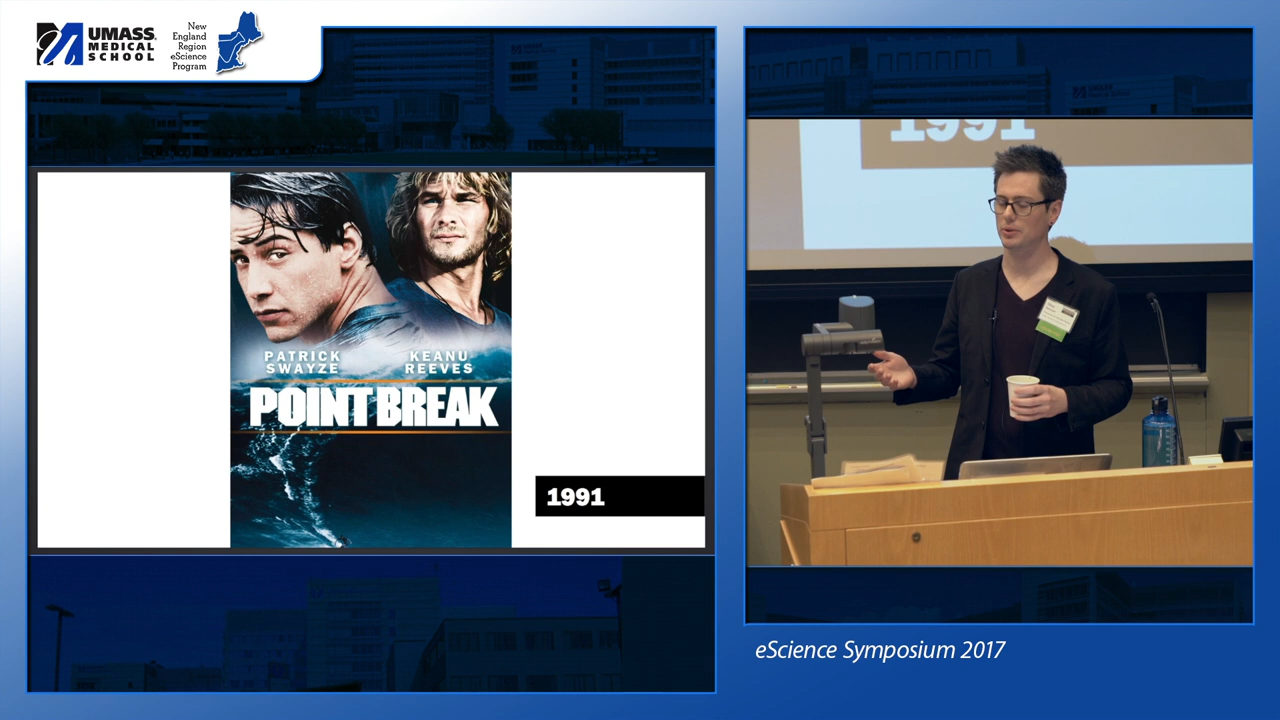 UMASS
MEDICAL
SCHOOL
New
England
Region
eScience
Program
PATRICK
SWAYZE
KEANU
REEVES
POINT BREAK
1991
1991
eScience Symposium 2017